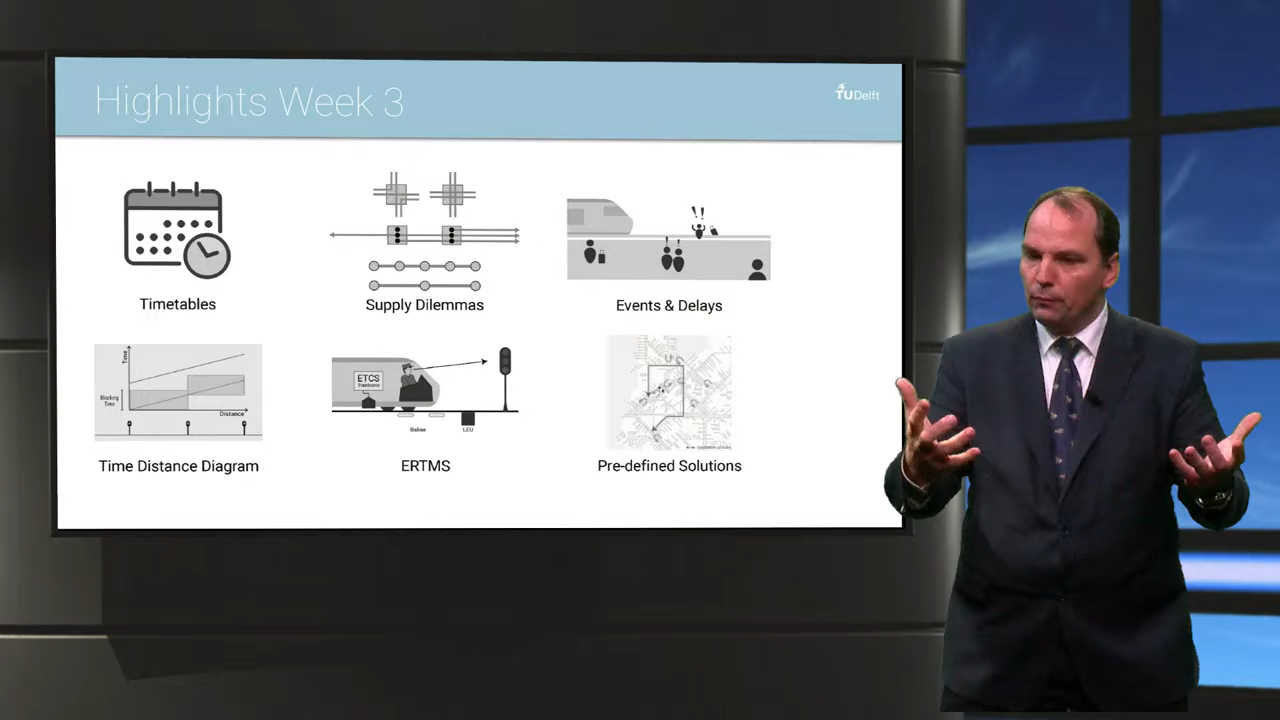 Highlights Week 3
TU Delft
Timetables
Supply Dilemmas
!!
Events & Delays
Time
Blocking
Time
Distance
Time Distance Diagram
ETCS
Balise
LEU
ERTMS
Pre-defined Solutions